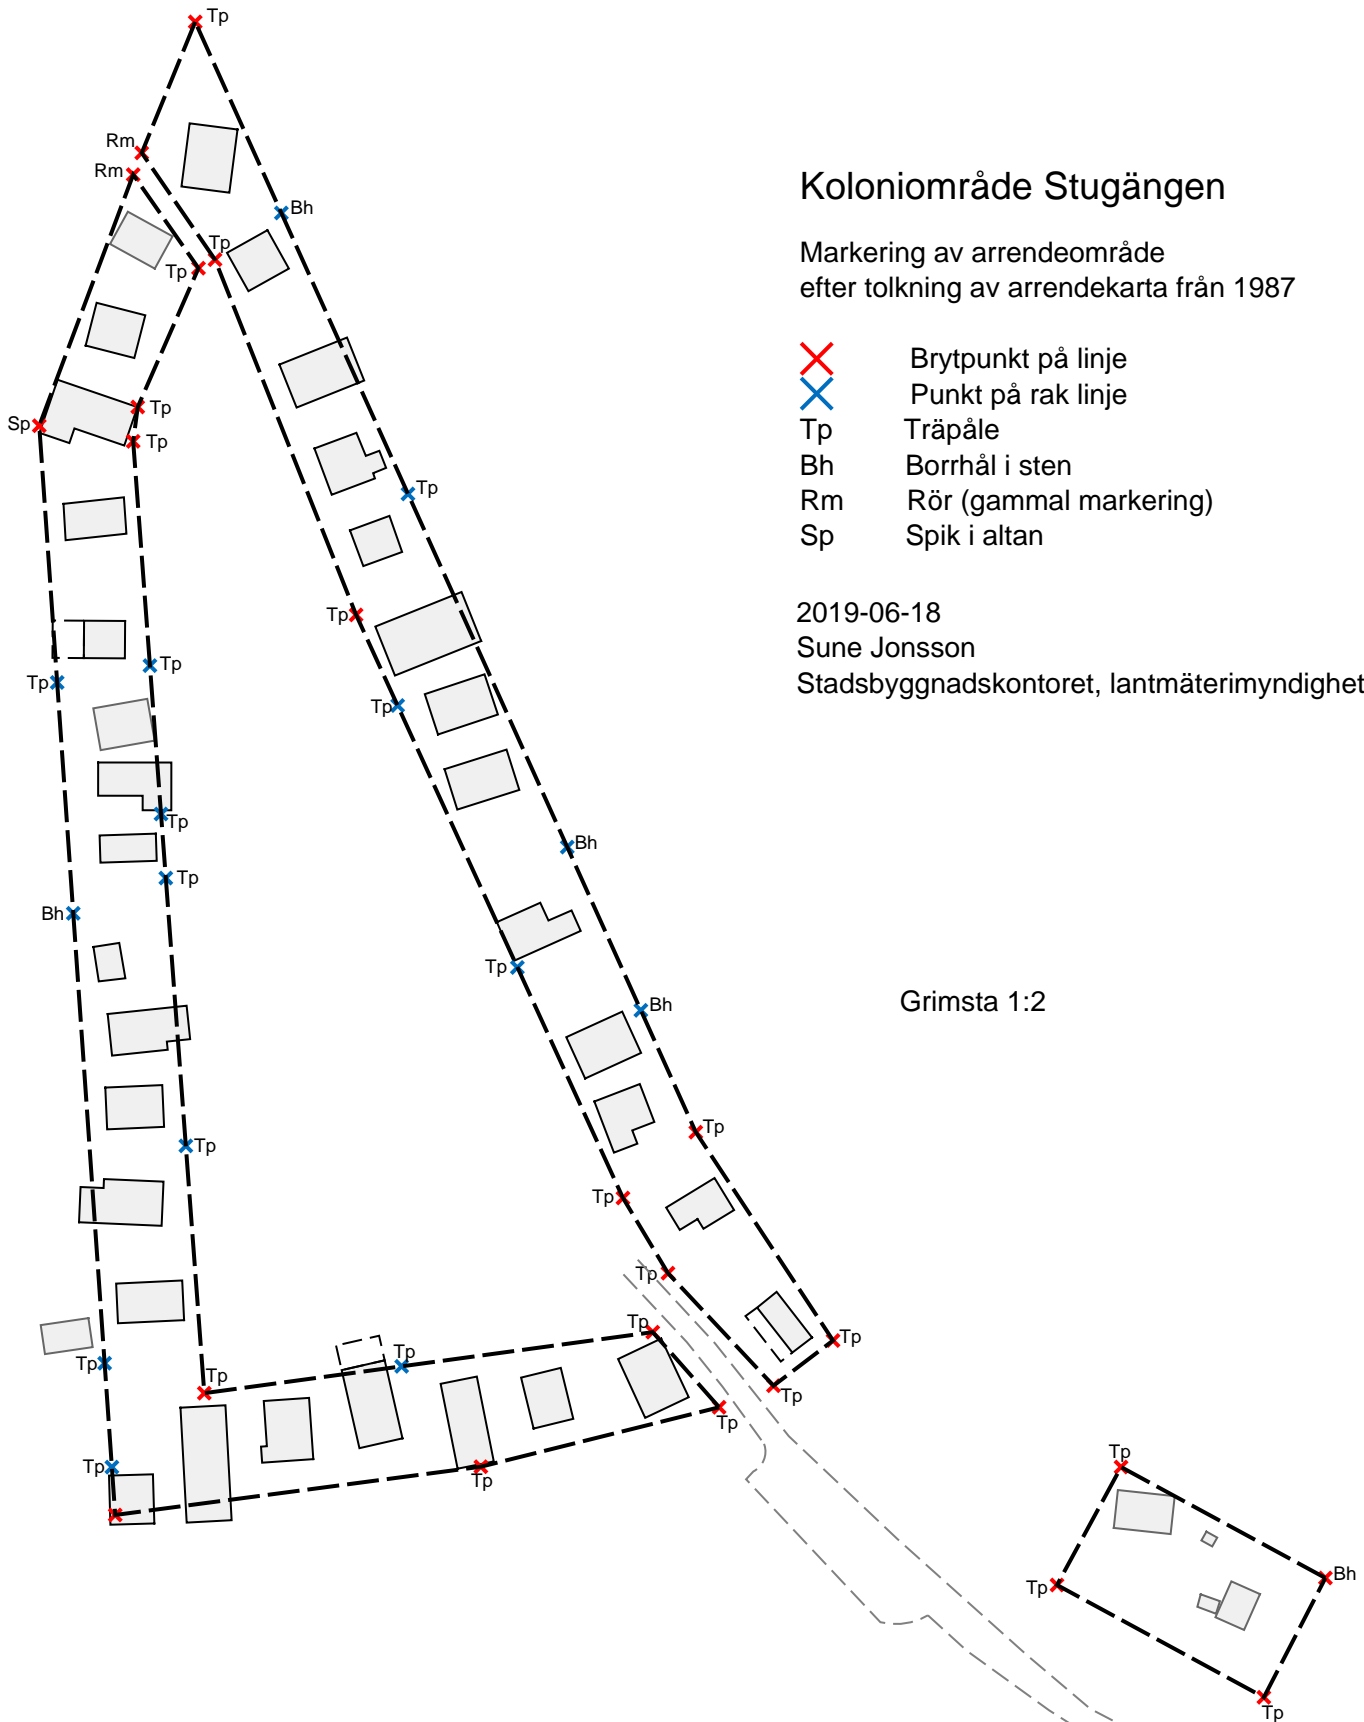 Tp
Rm
Rm
Bh
Tp
Tp
Tp
Sp
Tp
Tp
Tp
Tp
Tp
Tp
Tp
Bh
Tp
Bh
Tp
Bh
Tp
Tp
Tp
Tp
Tp
Tp
Tp
Tp
Tp
Tp
Tp
Tp
Tp
Koloniområde Stugängen
Markering av arrendeområde
efter tolkning av arrendekarta från 1987
Brytpunkt på linje
Punkt på rak linje
Tp Träpåle
Bh Borrhål i sten
Rm Rör (gammal markering)
Sp Spik i altan
2019-06-18
Sune Jonsson
Stadsbyggnadskontoret, lantmäterimyndighet
Grimsta 1:2
Tp
Bh
Tp
Tp